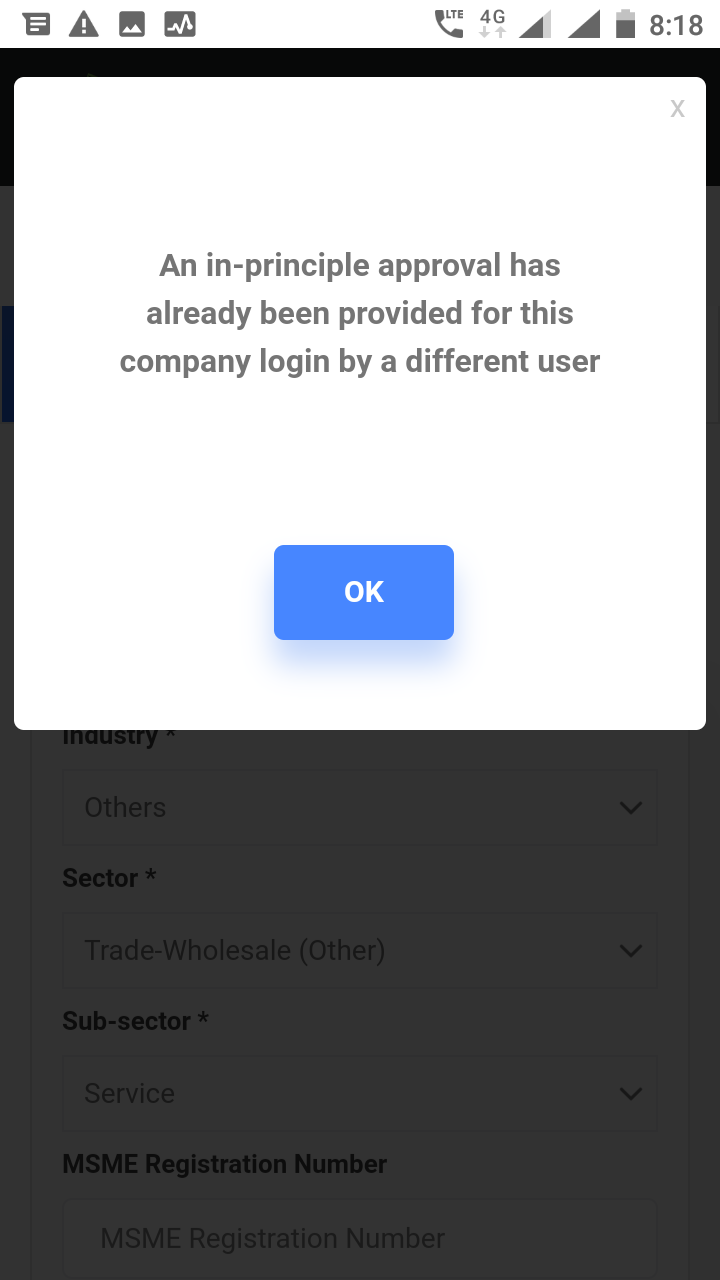 LTE 4G 8:18
X
An in-principle approval has
already been provided for this
company login by a different user
OK
Industry *
Others
Sector *
Trade-Wholesale (Other)
Sub-sector *
Service
MSME Registration Number
MSME Registration Number